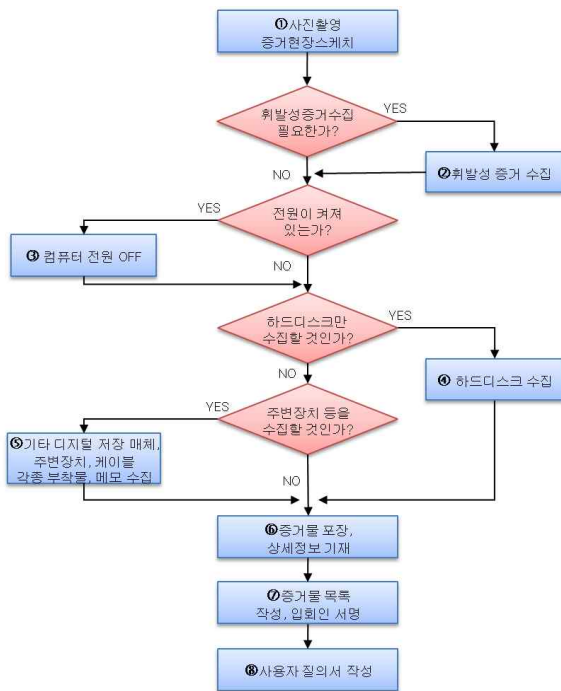 ①사진촬영
증거현장스케치
휘발성증거수집
필요한가?
YES
NO
②휘발성 증거 수집
전원이 켜져
있는가?
YES
③ 컴퓨터 전원 OFF
NO
하드디스크만
수집할 것인가?
YES
NO
④ 하드디스크 수집
주변장치 등을
수집할 것인가?
YES
⑤기타 디지털 저장 매체,
주변장치, 케이블
각종 부착물, 메모 수집
NO
⑥증거물 포장,
상세정보 기재
⑦증거물 목록
작성, 입회인 서명
⑧사용자 질의서 작성